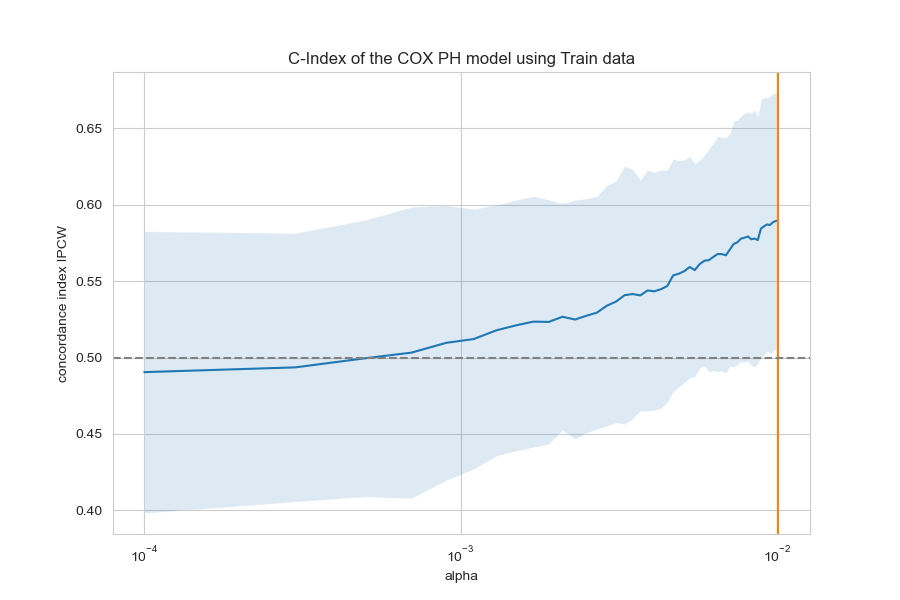 C-Index of the COX PH model using Train data
concordance index IPCW
0.65
0.60
0.55
0.50
0.45
0.40
10⁻⁴ 10⁻³ 10⁻²
alpha